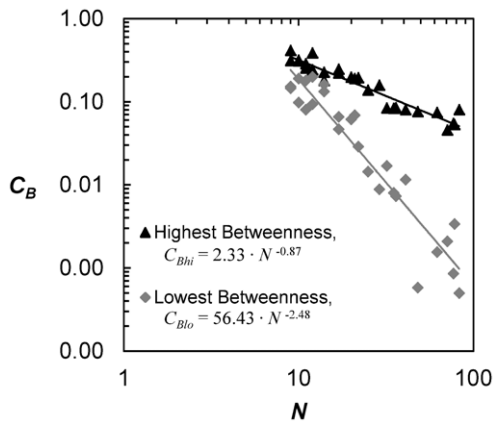 1.00
0.10
C_B
0.01
0.00
0.00
Highest Betweenness,
C_Bhi = 2.33 · N^-0.87
Lowest Betweenness,
C_Blo = 56.43 · N^-2.48
1 10 100
N